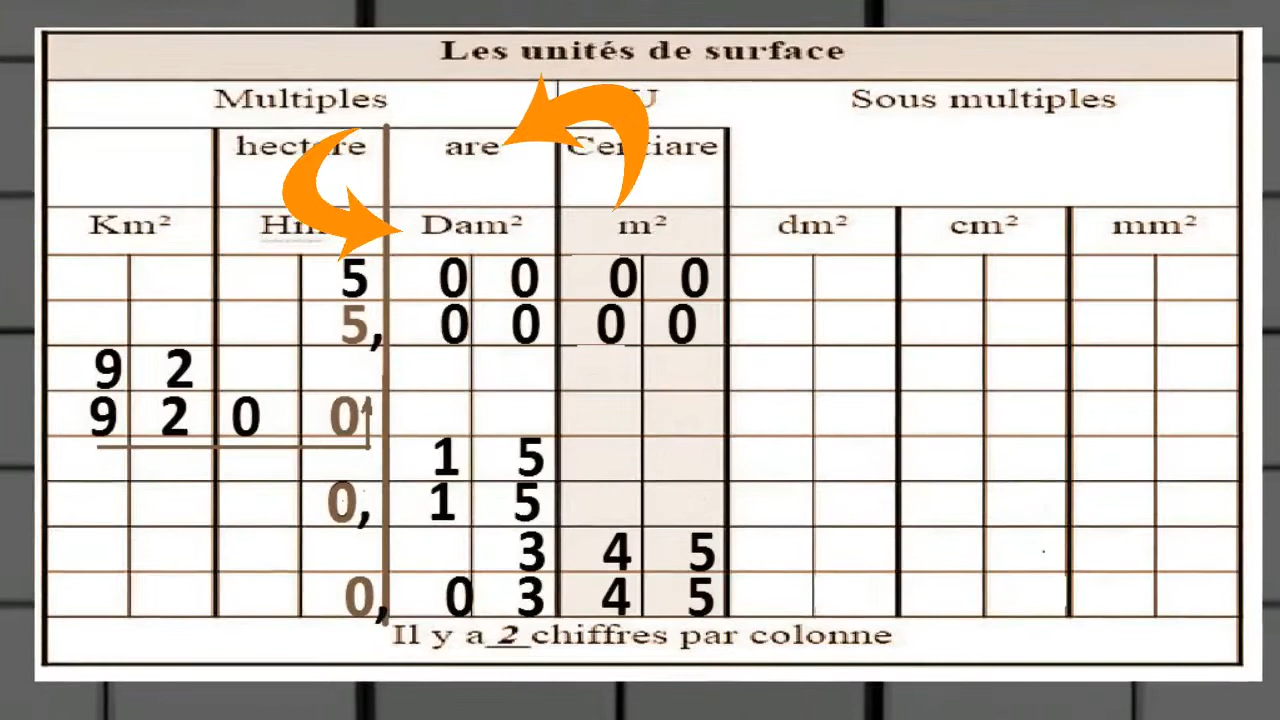 Les unités de surface
Multiples U Sous multiples
hectare are Centiare
Km² Dam² m² dm² cm² mm²
5 0 0 0 0
5, 0 0 0 0
9 2
9 2 0 0
1 5
0, 1 5
3 4 5
0, 0 3 4 5
Il y a 2 chiffres par colonne